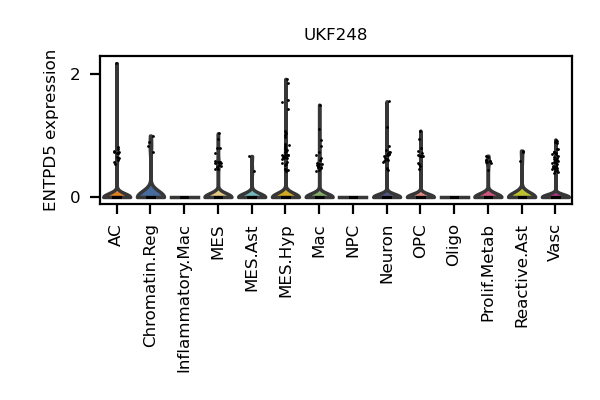 UKF248
ENTPD5 expression
2
0
AC
Chromatin.Reg
Inflammatory.Mac
MES
MES.Ast
MES.Hyp
Mac
NPC
Neuron
OPC
Oligo
Prolif.Metab
Reactive.Ast
Vasc